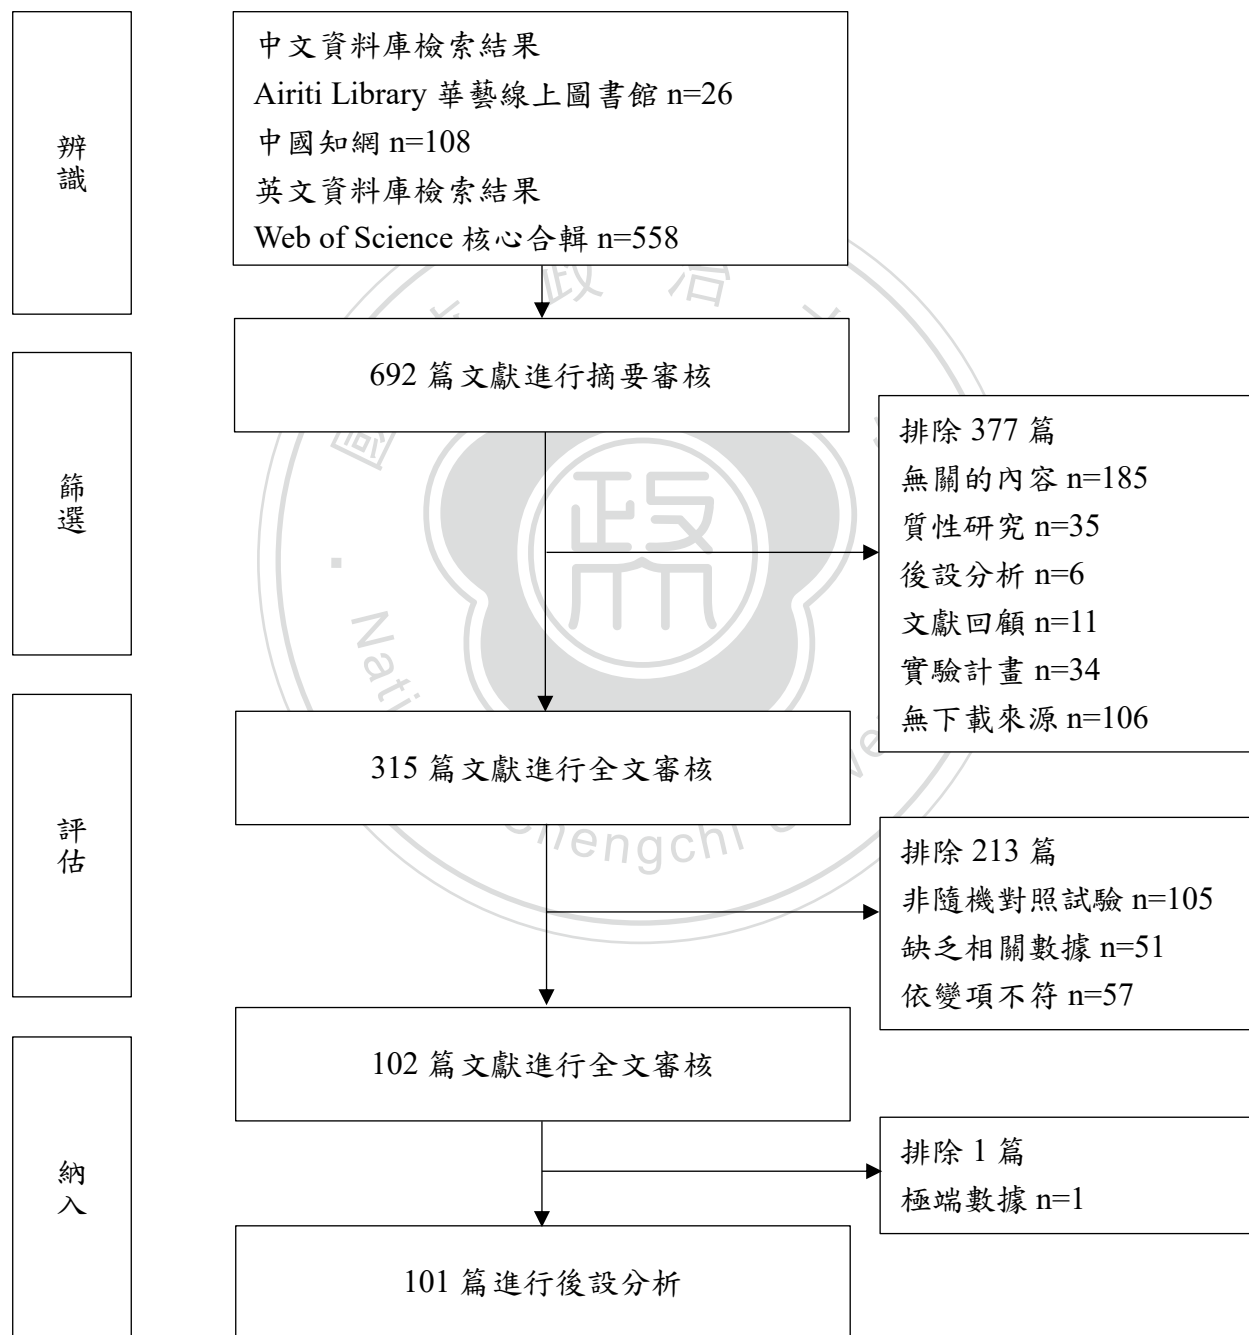 辨識
中文資料庫檢索結果
Airiti Library 華藝線上圖書館 n=26
中國知網 n=108
英文資料庫檢索結果
Web of Science 核心合輯 n=558
篩選
692 篇文獻進行摘要審核
排除 377 篇
無關的內容 n=185
質性研究 n=35
後設分析 n=6
文獻回顧 n=11
實驗計畫 n=34
無下載來源 n=106
評估
315 篇文獻進行全文審核
排除 213 篇
非隨機對照試驗 n=105
缺乏相關數據 n=51
依變項不符 n=57
納入
102 篇文獻進行全文審核
排除 1 篇
極端數據 n=1
101 篇進行後設分析
政治
國
政
Nati
hengchi